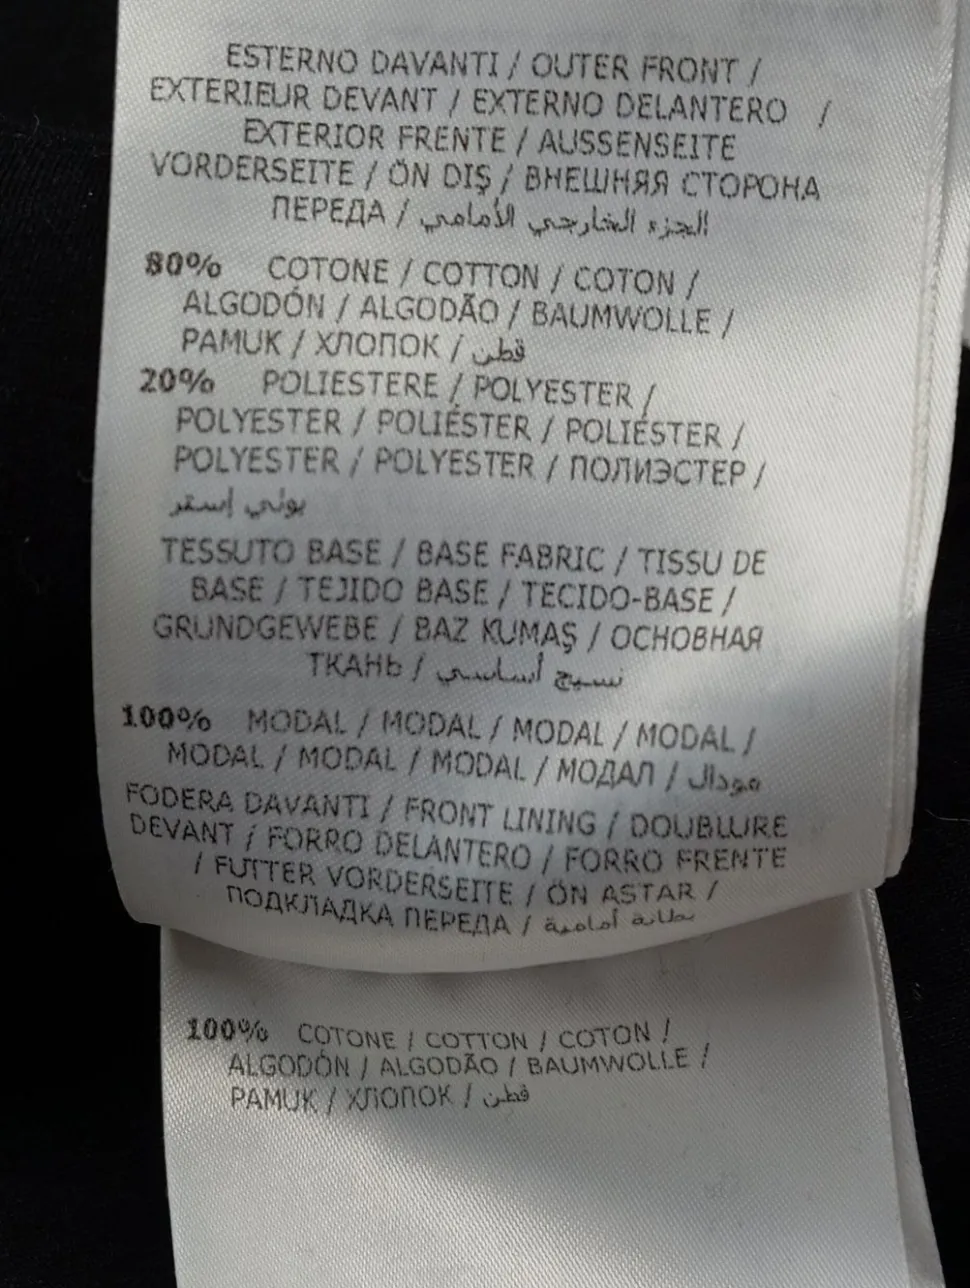 ESTERNO DAVANTI / OUTER FRONT /
EXTERIEUR DEVANT / EXTERNO DELANTERO /
EXTERIOR FRENTE / AUSSENSEITE
VORDERSEITE / ÖN DIŞ / ВНЕШНЯЯ СТОРОНА
ПЕРЕДА / الجزء الخارجي الأمامي
80% COTONE / COTTON / COTON /
ALGODÓN / ALGODÃO / BAUMWOLLE /
PAMUK / ХЛОПОК / قطن
20% POLIESTERE / POLYESTER /
POLYESTER / POLIÉSTER / POLIÉSTER /
POLYESTER / POLYESTER / ПОЛИЭСТЕР /
بولي إستر
TESSUTO BASE / BASE FABRIC / TISSU DE
BASE / TEJIDO BASE / TECIDO-BASE /
GRUNDGEWEBE / BAZ KUMAŞ / ОСНОВНАЯ
ТКАНЬ / نسيج أساسي
100% MODAL / MODAL / MODAL / MODAL /
MODAL / MODAL / MODAL / МОДАЛ / مودال
FODERA DAVANTI / FRONT LINING / DOUBLURE
DEVANT / FORRO DELANTERO / FORRO FRENTE
/ FUTTER VORDERSEITE / ÖN ASTAR /
ПОДКЛАДКА ПЕРЕДА / بطانة أمامية
100% COTONE / COTTON / COTON /
ALGODÓN / ALGODÃO / BAUMWOLLE /
PAMUK / ХЛОПОК / قطن